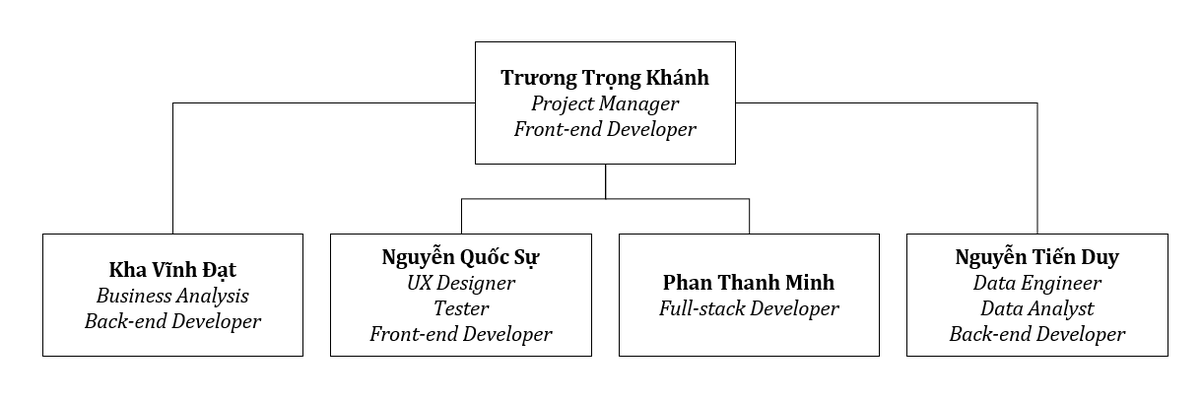 Trương Trọng Khánh
Project Manager
Front-end Developer
Kha Vĩnh Đạt
Business Analysis
Back-end Developer
Nguyễn Quốc Sự
UX Designer
Tester
Front-end Developer
Phan Thanh Minh
Full-stack Developer
Nguyễn Tiến Duy
Data Engineer
Data Analyst
Back-end Developer